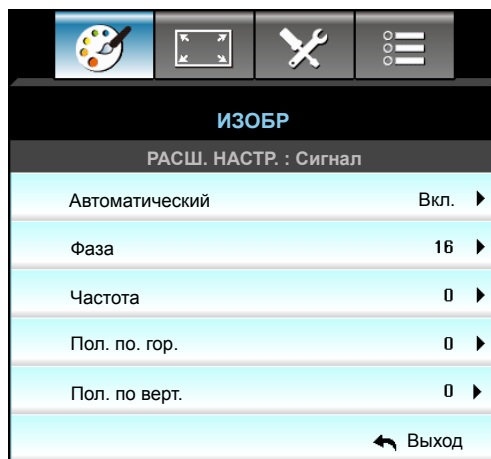 ИЗОБР
РАСШ. НАСТР. : Сигнал
Автоматический Вкл.
Фаза 16
Частота 0
Пол. по. гор. 0
Пол. по верт. 0
Выход